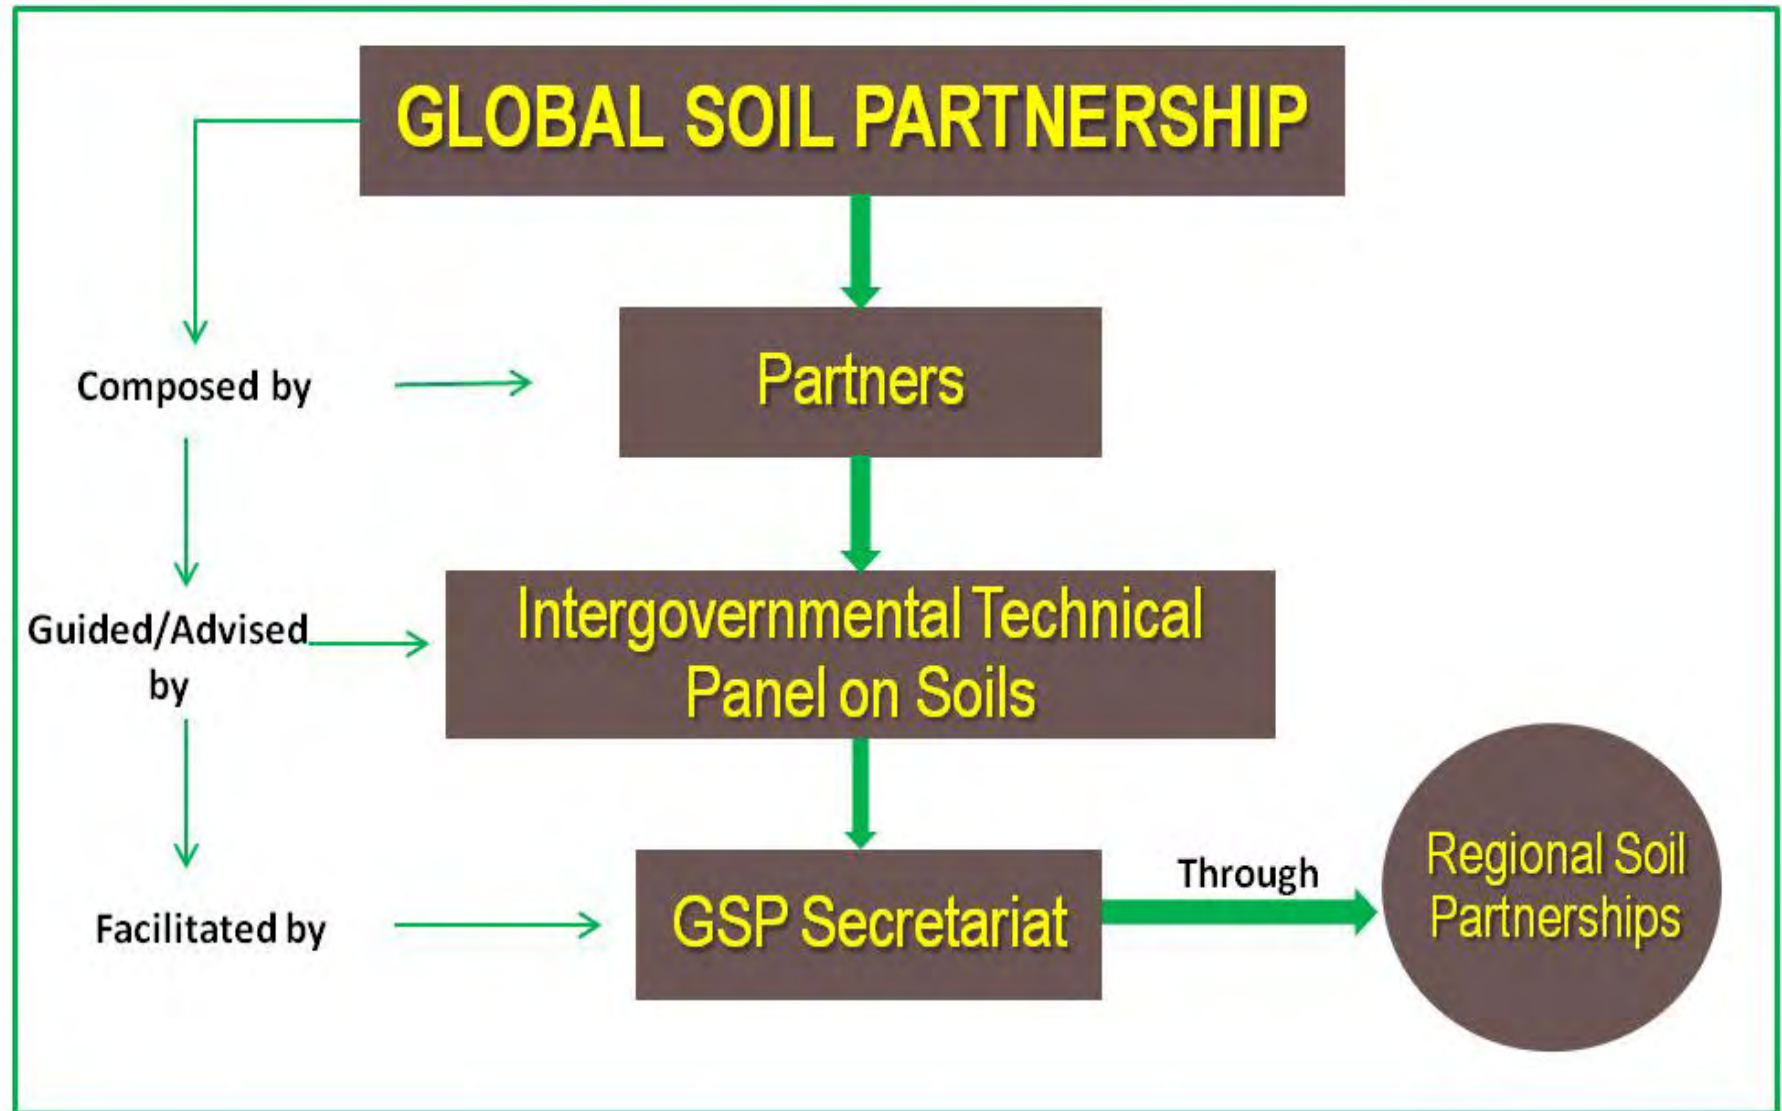 GLOBAL SOIL PARTNERSHIP
Composed by
Partners
Guided/Advised
by
Intergovernmental Technical
Panel on Soils
Facilitated by
GSP Secretariat
Through
Regional Soil
Partnerships